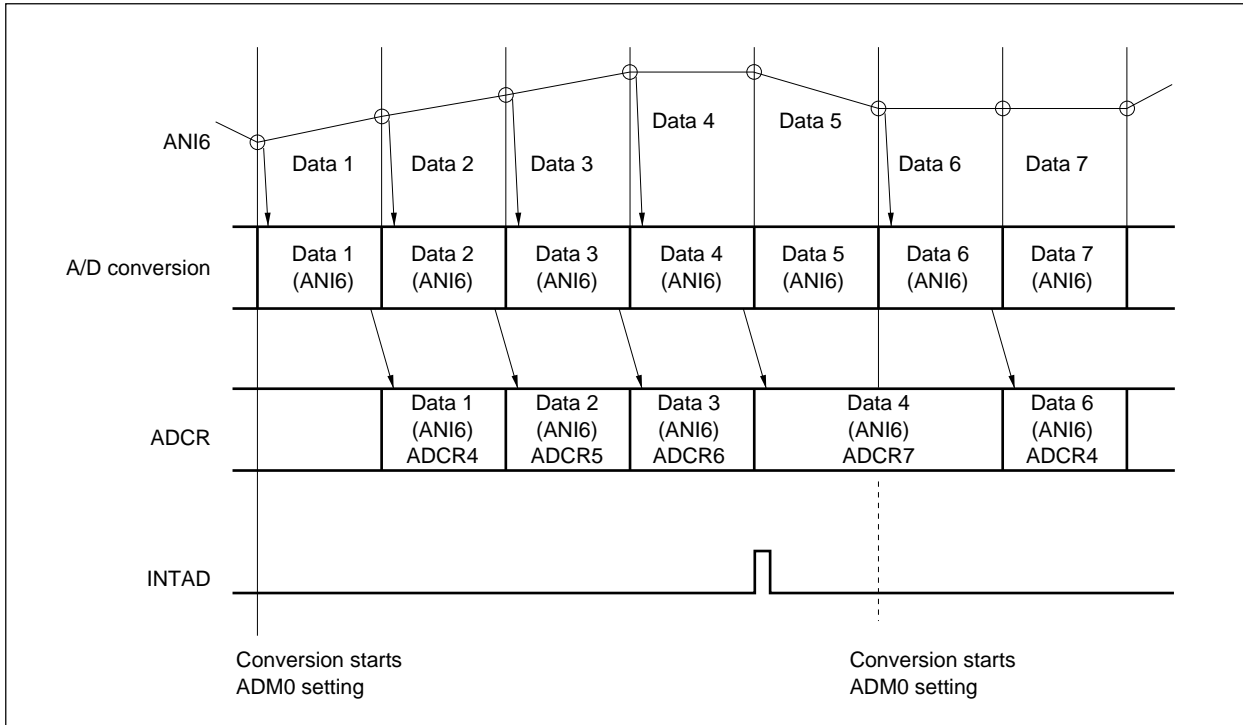 ANI6
Data 1
Data 2
Data 3
Data 4
Data 5
Data 6
Data 7
A/D conversion
Data 1
(ANI6)
Data 2
(ANI6)
Data 3
(ANI6)
Data 4
(ANI6)
Data 5
(ANI6)
Data 6
(ANI6)
Data 7
(ANI6)
ADCR
Data 1
(ANI6)
ADCR4
Data 2
(ANI6)
ADCR5
Data 3
(ANI6)
ADCR6
Data 4
(ANI6)
ADCR7
Data 6
(ANI6)
ADCR4
INTAD
Conversion starts
ADM0 setting
Conversion starts
ADM0 setting